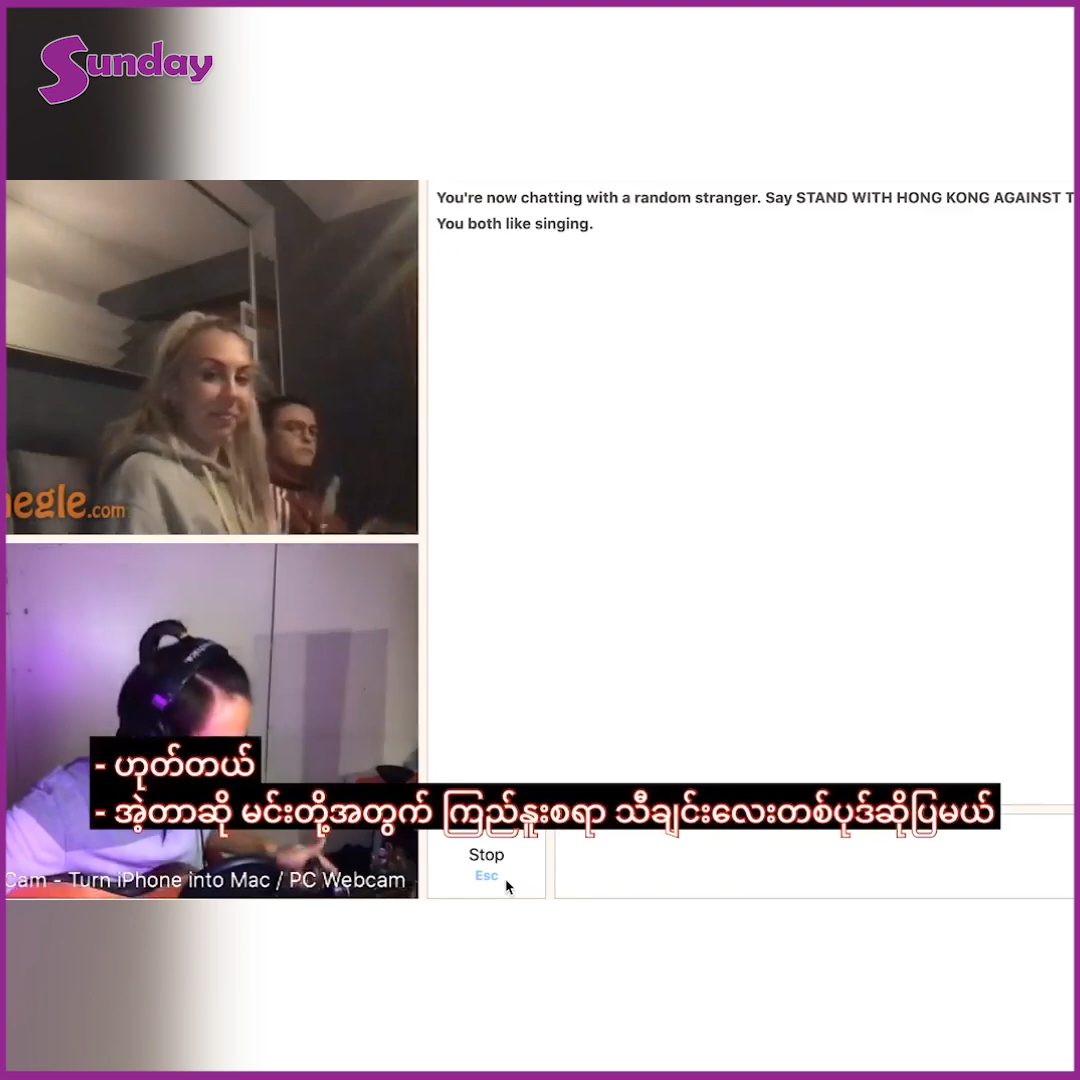 Sunday
You're now chatting with a random stranger. Say STAND WITH HONG KONG AGAINST T
You both like singing.
negle.com
- ဟုတ်တယ်
- အဲ့တာဆို မင်းတို့အတွက် ကြည်နူးစရာ သီချင်းလေးတစ်ပုဒ်ဆိုပြမယ်
Stop
Esc
Cam - Turn iPhone into Mac / PC Webcam